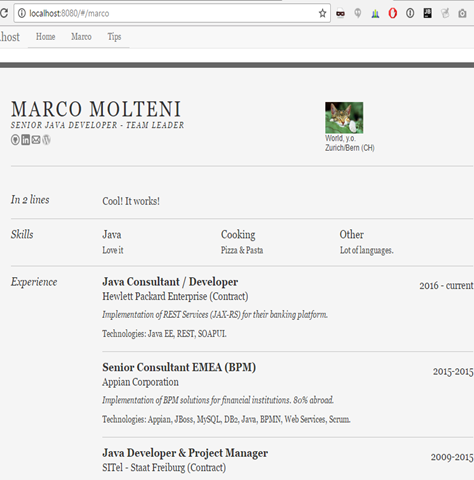 localhost:8080/#/marco
host Home Marco Tips
MARCO MOLTENI
SENIOR JAVA DEVELOPER - TEAM LEADER
World, y.o.
Zurich/Bern (CH)
In 2 lines
Cool! It works!
Skills
Java Cooking Other
Love it Pizza & Pasta Lot of languages.
Experience
Java Consultant / Developer
2016 - current
Hewlett Packard Enterprise (Contract)
Implementation of REST Services (JAX-RS) for their banking platform.
Technologies: Java EE, REST, SOAPUI.
Senior Consultant EMEA (BPM)
2015-2015
Appian Corporation
Implementation of BPM solutions for financial institutions. 80% abroad.
Technologies: Appian, JBoss, MySQL, DB2, Java, BPMN, Web Services, Scrum.
Java Developer & Project Manager
2009-2015
SITel - Staat Freiburg (Contract)